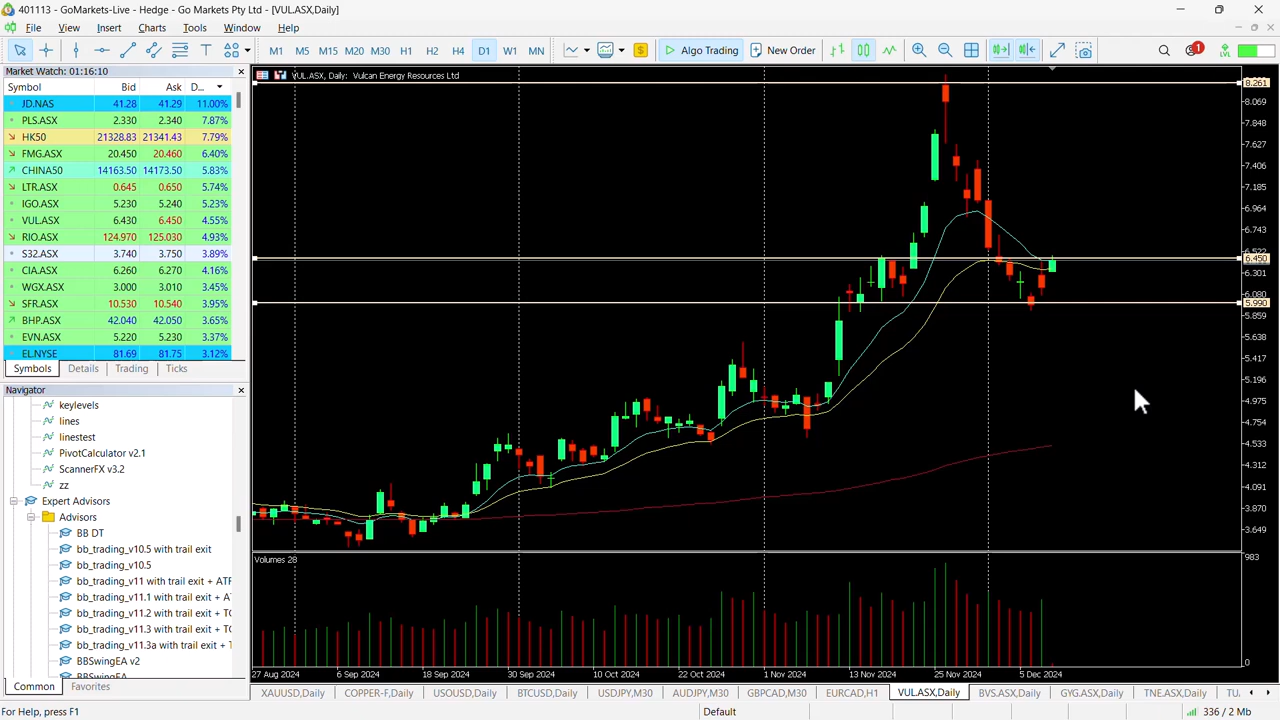 401113 - GoMarkets-Live - Hedge - Go Markets Pty Ltd - [VUL.ASX,Daily]
File View Insert Charts Tools Window Help
M1 M5 M15 M20 M30 H1 H2 H4 D1 W1 MN Algo Trading New Order 1
Market Watch: 01:16:10
Symbol Bid Ask D...
JD.NAS 41.28 41.29 11.00%
PLS.ASX 2.330 2.340 7.87%
HK50 21328.83 21341.43 7.79%
FMG.ASX 20.450 20.460 6.40%
CHINA50 14163.50 14173.50 5.83%
LTR.ASX 0.645 0.650 5.74%
IGO.ASX 5.230 5.240 5.23%
VUL.ASX 6.430 6.450 4.55%
RIO.ASX 124.970 125.030 4.93%
S32.ASX 3.740 3.750 3.89%
CIA.ASX 6.260 6.270 4.16%
WGX.ASX 3.000 3.010 3.45%
SFR.ASX 10.530 10.540 3.95%
BHP.ASX 42.040 42.050 3.65%
EVN.ASX 5.220 5.230 3.37%
EL.NYSE 81.69 81.75 3.12%
Symbols Details Trading Ticks
Navigator
keylevels
lines
linestest
PivotCalculator v2.1
ScannerFX v3.2
zz
Expert Advisors
Advisors
BB DT
bb_trading_v10.5 with trail exit
bb_trading_v10.5
bb_trading_v11 with trail exit + ATR
bb_trading_v11.1 with trail exit + A
bb_trading_v11.2 with trail exit + TC
bb_trading_v11.3 with trail exit + TC
bb_trading_v11.3a with trail exit +
BBSwingEA v2
Common Favorites
VUL.ASX, Daily: Vulcan Energy Resources Ltd
8.261
8.069
7.848
7.627
7.406
7.185
6.964
6.743
6.450
6.301
6.080
5.990
5.859
5.638
5.417
5.196
4.975
4.754
4.533
4.312
4.091
3.870
3.649
Volumes 28
983
0
27 Aug 2024 6 Sep 2024 18 Sep 2024 30 Sep 2024 10 Oct 2024 22 Oct 2024 1 Nov 2024 13 Nov 2024 25 Nov 2024 5 Dec 2024
XAUUSD,Daily COPPER-F,Daily USOUSD,Daily BTCUSD,Daily USDJPY,M30 AUDJPY,M30 GBPCAD,M30 EURCAD,H1 VUL.ASX,Daily BVS.ASX,Daily GYG.ASX,Daily TNE.ASX,Daily TU.
For Help, press F1 Default 336 / 2 Mb